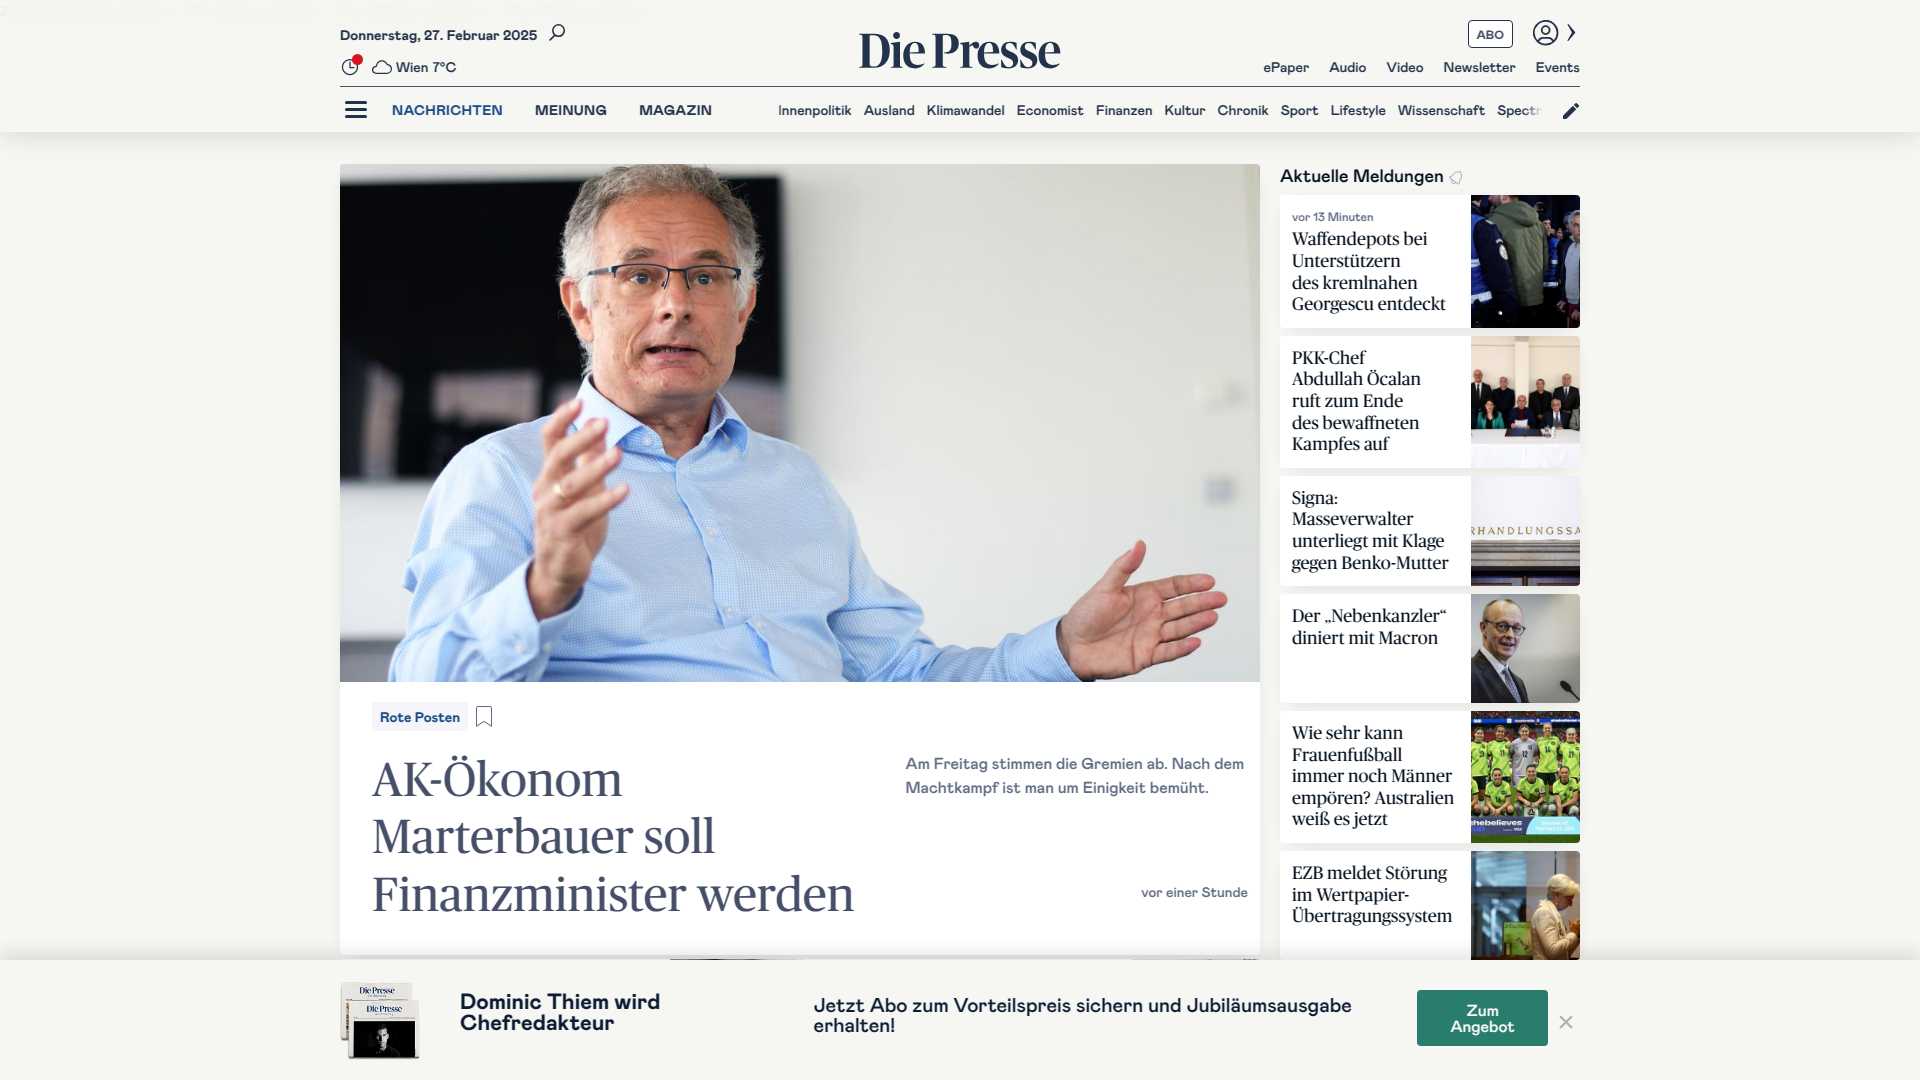 Donnerstag, 27. Februar 2025
Wien 7°C
Die Presse
ABO
ePaper Audio Video Newsletter Events
NACHRICHTEN MEINUNG MAGAZIN
Innenpolitik Ausland Klimawandel Economist Finanzen Kultur Chronik Sport Lifestyle Wissenschaft Spectr
Rote Posten
AK-Ökonom
Marterbauer soll
Finanzminister werden
Am Freitag stimmen die Gremien ab. Nach dem
Machtkampf ist man um Einigkeit bemüht.
vor einer Stunde
Aktuelle Meldungen
vor 13 Minuten
Waffendepots bei
Unterstützern
des kremlnahen
Georgescu entdeckt
PKK-Chef
Abdullah Öcalan
ruft zum Ende
des bewaffneten
Kampfes auf
Signa:
Masseverwalter
unterliegt mit Klage
gegen Benko-Mutter
RHANDLUNGSSA
Der „Nebenkanzler“
diniert mit Macron
Wie sehr kann
Frauenfußball
immer noch Männer
empören? Australien
weiß es jetzt
hebelieves
EZB meldet Störung
im Wertpapier-
Übertragungssystem
Die Presse
Die Presse
Dominic Thiem wird
Chefredakteur
Jetzt Abo zum Vorteilspreis sichern und Jubiläumsausgabe
erhalten!
Zum
Angebot